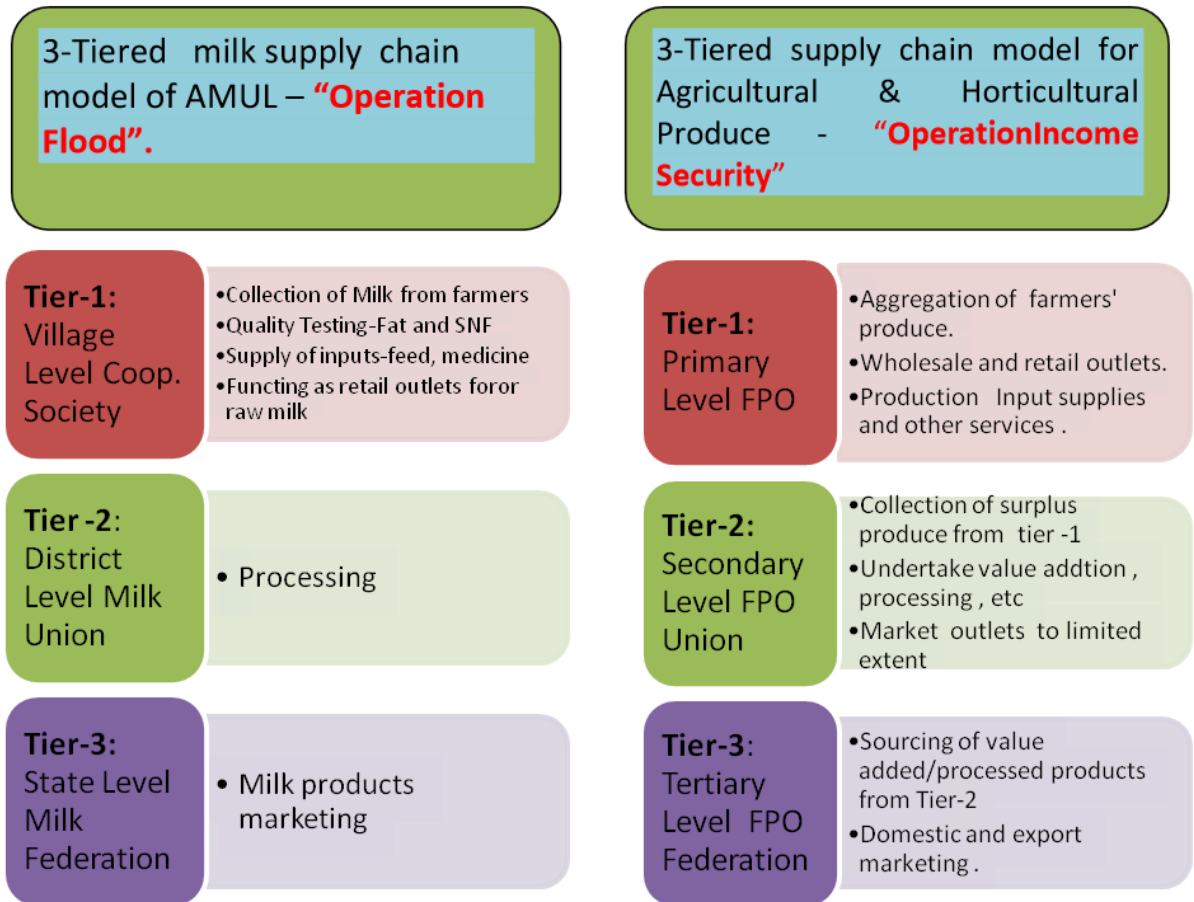 3-Tiered milk supply chain
model of AMUL – “Operation
Flood”.
Tier-1:
Village
Level Coop.
Society
•Collection of Milk from farmers
•Quality Testing-Fat and SNF
•Supply of inputs-feed, medicine
•Functing as retail outlets foror
raw milk
Tier -2:
District
Level Milk
Union
• Processing
Tier-3:
State Level
Milk
Federation
• Milk products
marketing
3-Tiered supply chain model for
Agricultural & Horticultural
Produce - “OperationIncome
Security”
Tier-1:
Primary
Level FPO
•Aggregation of farmers'
produce.
•Wholesale and retail outlets.
•Production Input supplies
and other services .
Tier-2:
Secondary
Level FPO
Union
•Collection of surplus
produce from tier -1
•Undertake value addtion ,
processing , etc
•Market outlets to limited
extent
Tier-3:
Tertiary
Level FPO
Federation
•Sourcing of value
added/processed products
from Tier-2
•Domestic and export
marketing .